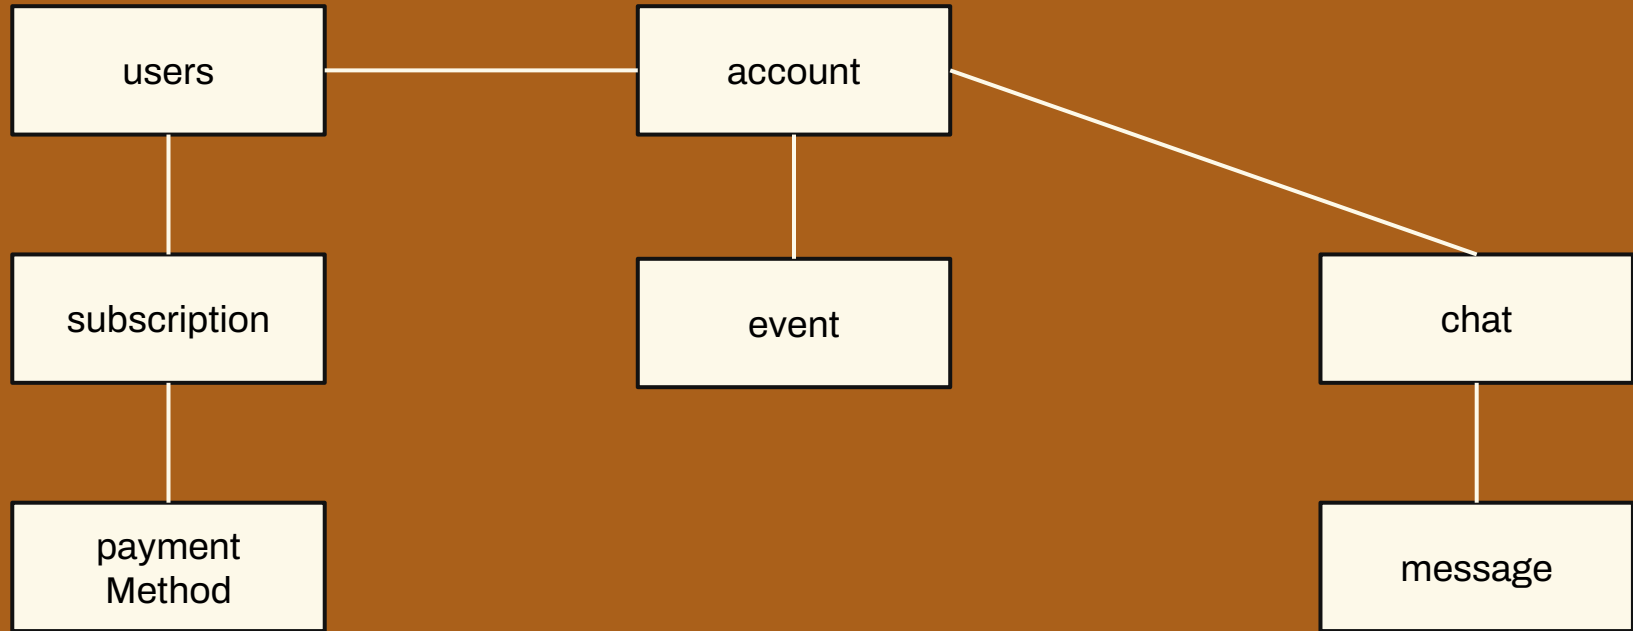 users
account
subscription
event
chat
payment
Method
message